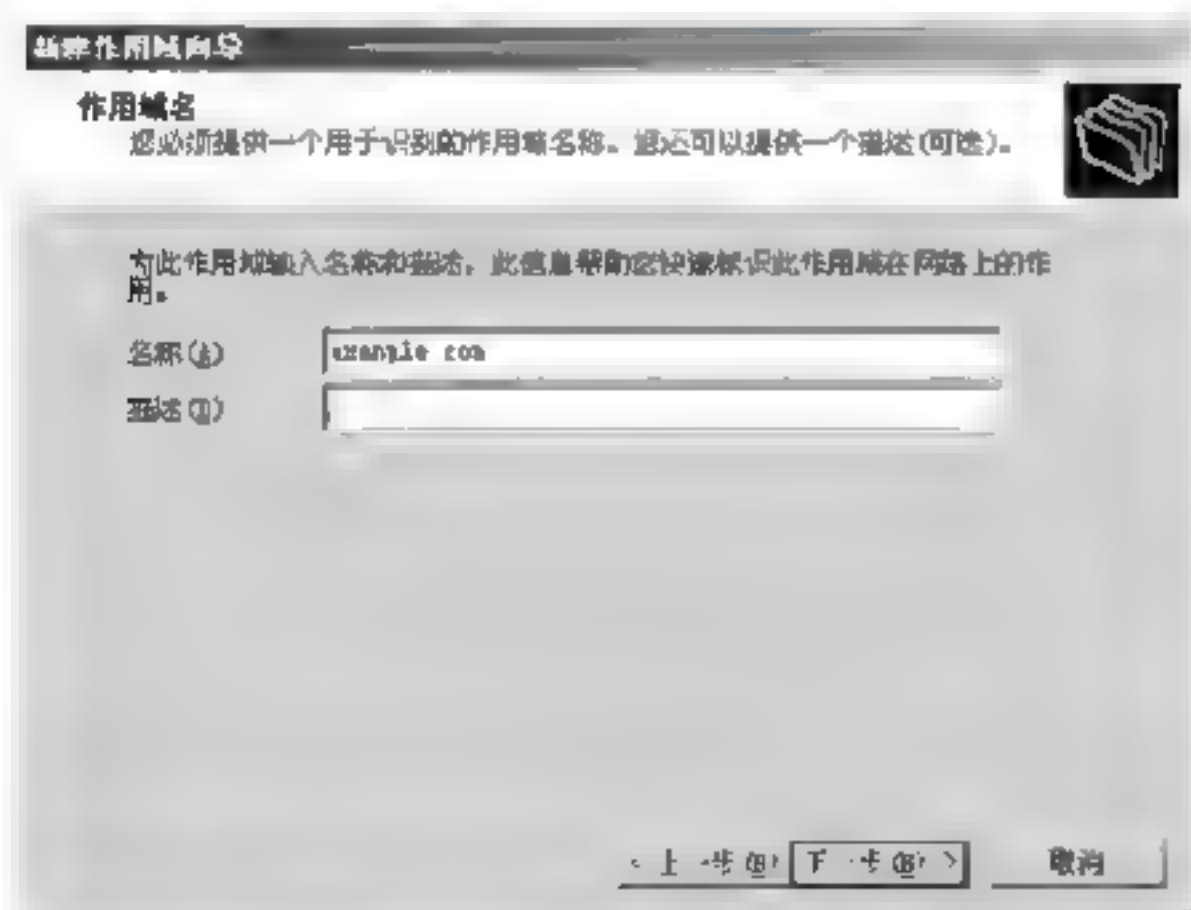 新建作用域向导
作用域名
您必须提供一个用于识别的作用域名称。您还可以提供一个描述(可选)。
为此作用域输入名称和描述。此信息帮助您快速标识此作用域在网络上的作
用。
名称(A)
example com
描述(D)
< 上一步(B) 下一步(N) > 取消